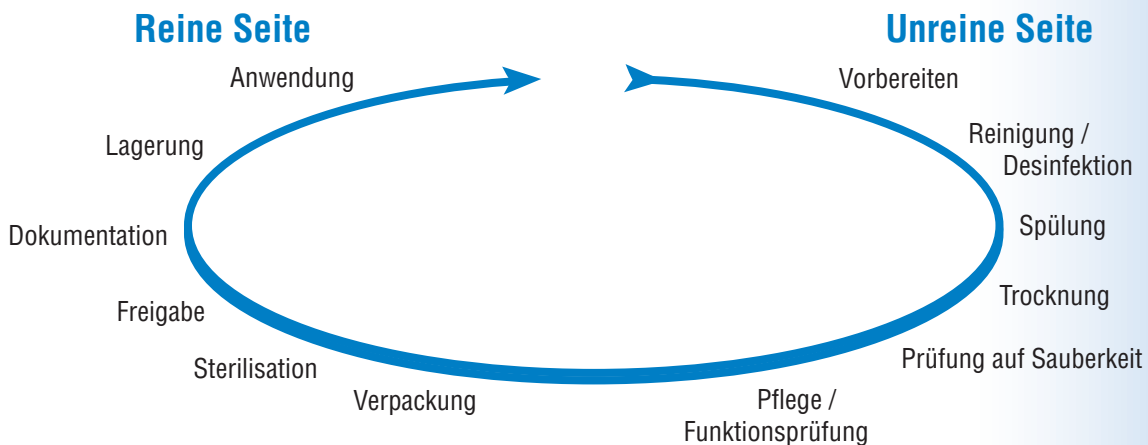 Reine Seite
Unreine Seite
Anwendung
Vorbereiten
Lagerung
Reinigung /
Desinfektion
Dokumentation
Spülung
Freigabe
Trocknung
Sterilisation
Prüfung auf Sauberkeit
Verpackung
Pflege /
Funktionsprüfung